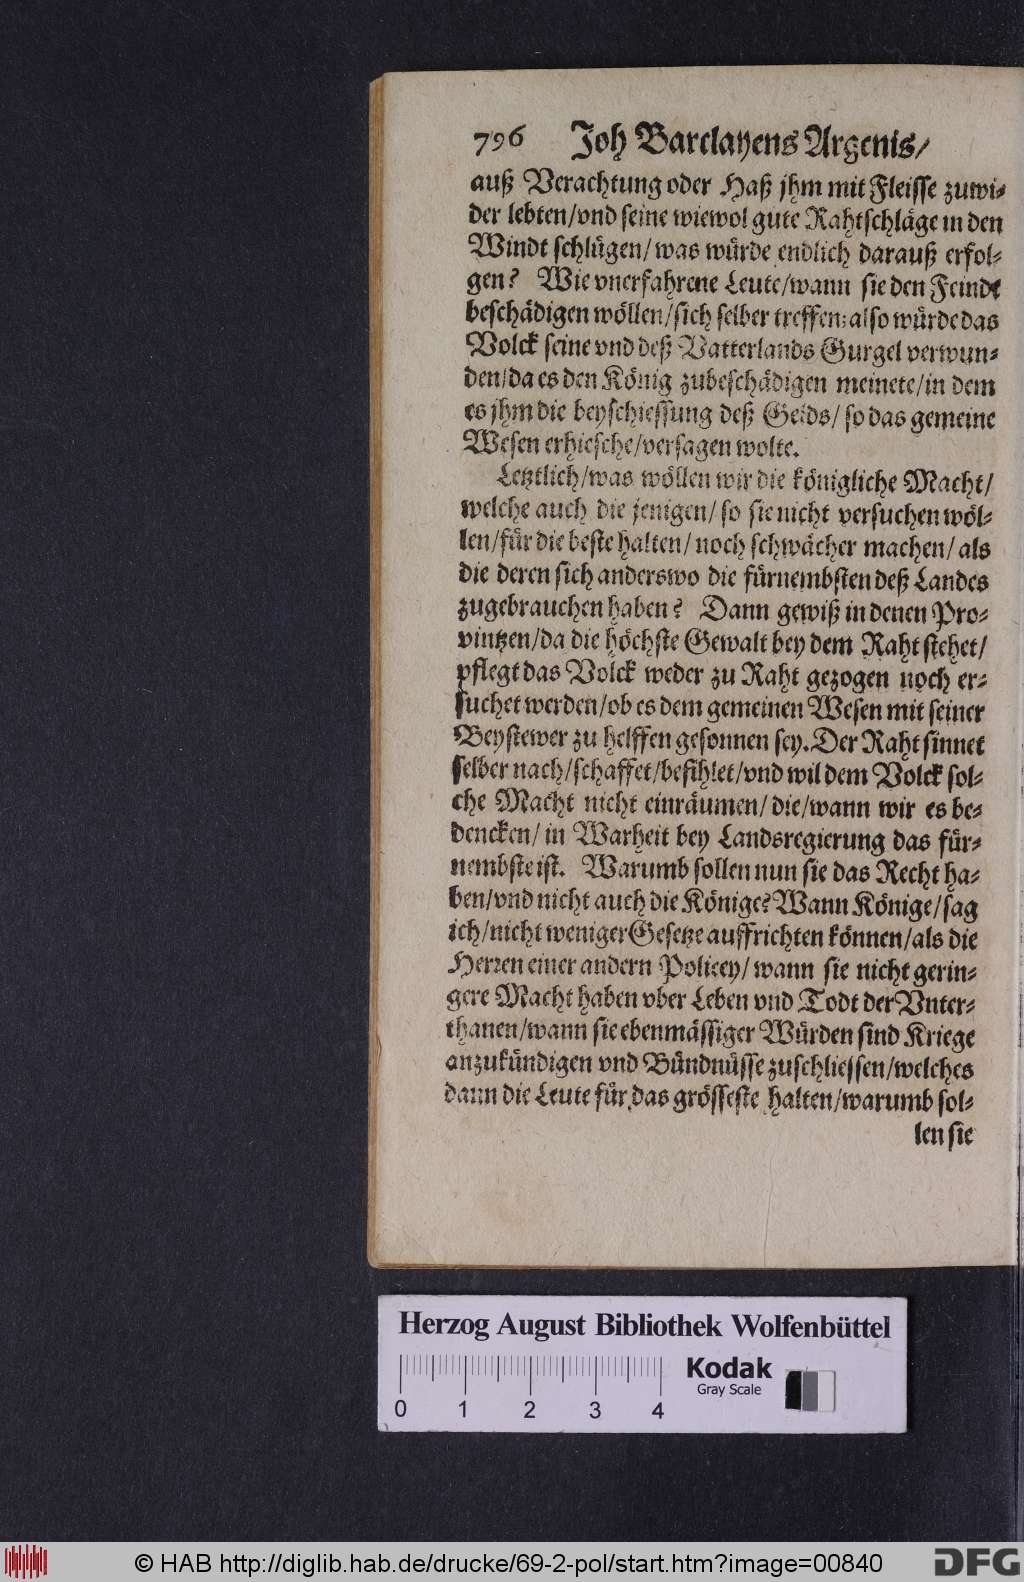 796 Joh Barclayens Argenis/
auß Verachtung oder Haß jhm mit Fleisse zuwi-
der lebten/vnd seine wiewol gute Rahtschläge in den
Windt schlügen/was würde endlich darauß erfol-
gen? Wie vnerfahrene Leute/wann sie den Feindt
beschädigen wöllen/sich selber treffen: also würde das
Volck seine vnd deß Vatterlands Gurgel verwun-
den/da es den König zubeschädigen meinete/in dem
es jhm die beyschiessung deß Gelds/so das gemeine
Wesen erhiesche/versagen wolte.
Letztlich/was wöllen wir die königliche Macht/
welche auch die jenigen/so sie nicht versuchen wöl-
len/für die beste halten/noch schwächer machen/als
die deren sich anderswo die fürnembsten deß Landes
zugebrauchen haben? Dann gewiß in denen Pro-
vintzen/da die höchste Gewalt bey dem Raht stehet/
pflegt das Volck weder zu Raht gezogen noch er-
suchet werden/ob es dem gemeinen Wesen mit seiner
Beystewer zu helffen gesonnen sey. Der Raht sinnet
selber nach/schaffet/befihlet/vnd wil dem Volck sol-
che Macht nicht einräumen/die/wann wir es be-
dencken/in Warheit bey Landsregierung das für-
nembste ist. Warumb sollen nun sie das Recht ha-
ben/vnd nicht auch die Könige? Wann Könige/sag
ich/nicht weniger Gesetze auffrichten können/als die
Herren einer andern Policey/wann sie nicht gerin-
gere Macht haben vber Leben vnd Todt der Vnter-
thanen/wann sie ebenmässiger Würden sind Kriege
anzukündigen vnd Bündnüsse zuschliessen/welches
dann die Leute für das grösseste halten/warumb sol-
len sie
Herzog August Bibliothek Wolfenbüttel
Kodak
Gray Scale
0 1 2 3 4
© HAB http://diglib.hab.de/drucke/69-2-pol/start.htm?image=00840
DFG